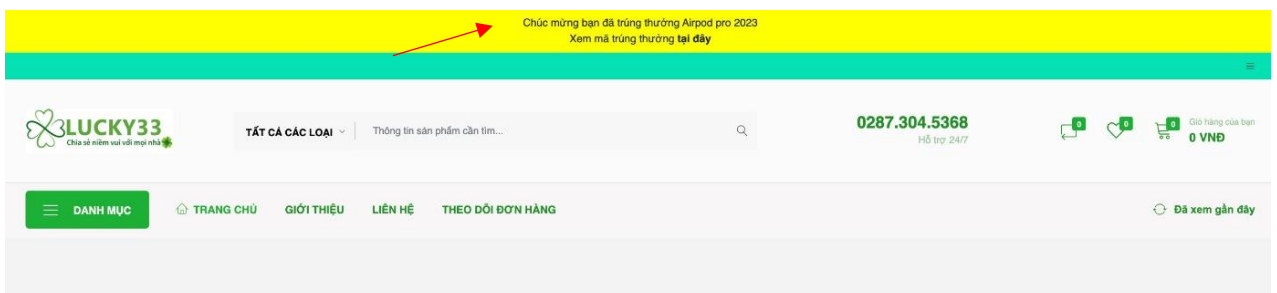 Chúc mừng bạn đã trúng thưởng Airpod pro 2023
Xem mã trúng thưởng tại đây
LUCKY33
Chia sẻ niềm vui với mọi nhà
TẤT CẢ CÁC LOẠI
Thông tin sản phẩm cần tìm...
0287.304.5368
Hỗ trợ 24/7
0
0
0
Giỏ hàng của bạn
0 VNĐ
DANH MỤC
TRANG CHỦ
GIỚI THIỆU
LIÊN HỆ
THEO DÕI ĐƠN HÀNG
Đã xem gần đây